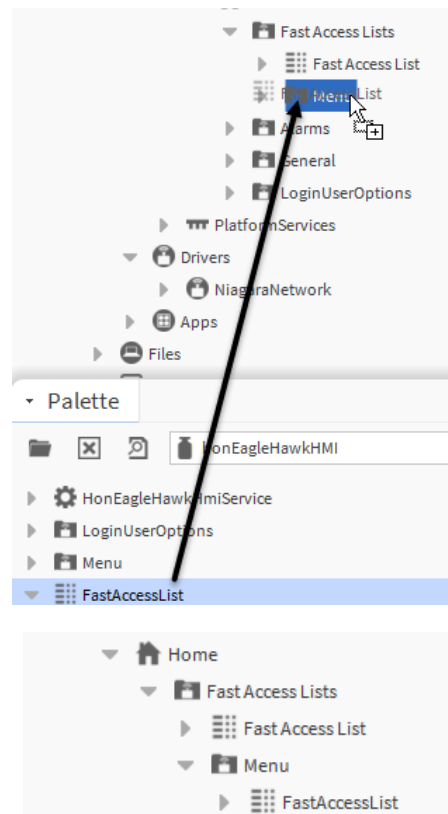 Fast Access Lists
Fast Access List
Menu List
Alarms
General
LoginUserOptions
PlatformServices
Drivers
NiagaraNetwork
Apps
Files
Palette
honEagleHawkHMI
HonEagleHawkHmiService
LoginUserOptions
Menu
FastAccessList
Home
Fast Access Lists
Fast Access List
Menu
FastAccessList